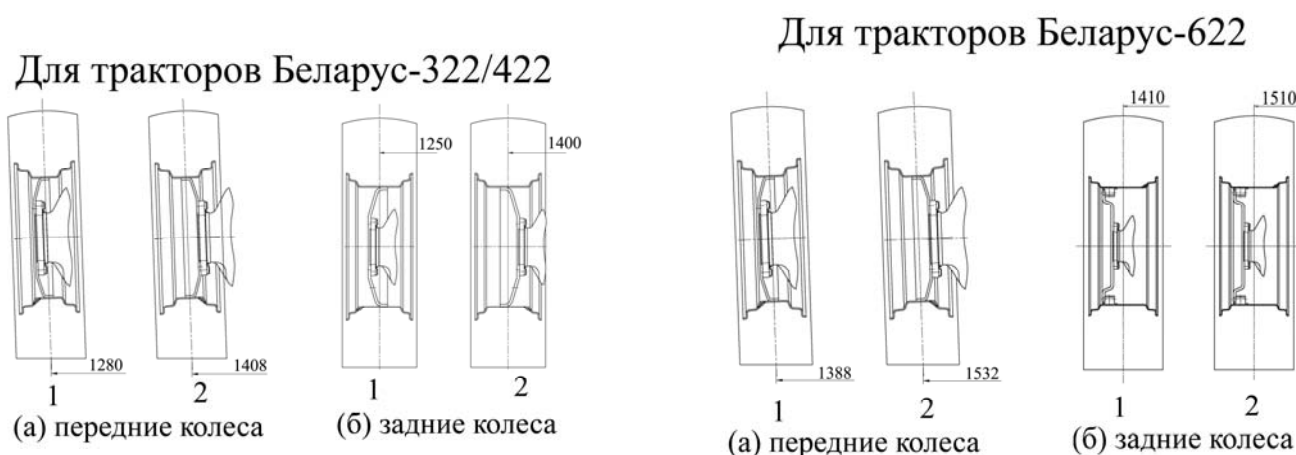 Для тракторов Беларус-322/422
1250
1400
1280
1408
1
2
1
2
(а) передние колеса
(б) задние колеса
Для тракторов Беларус-622
1410
1510
1388
1532
1
2
1
2
(а) передние колеса
(б) задние колеса